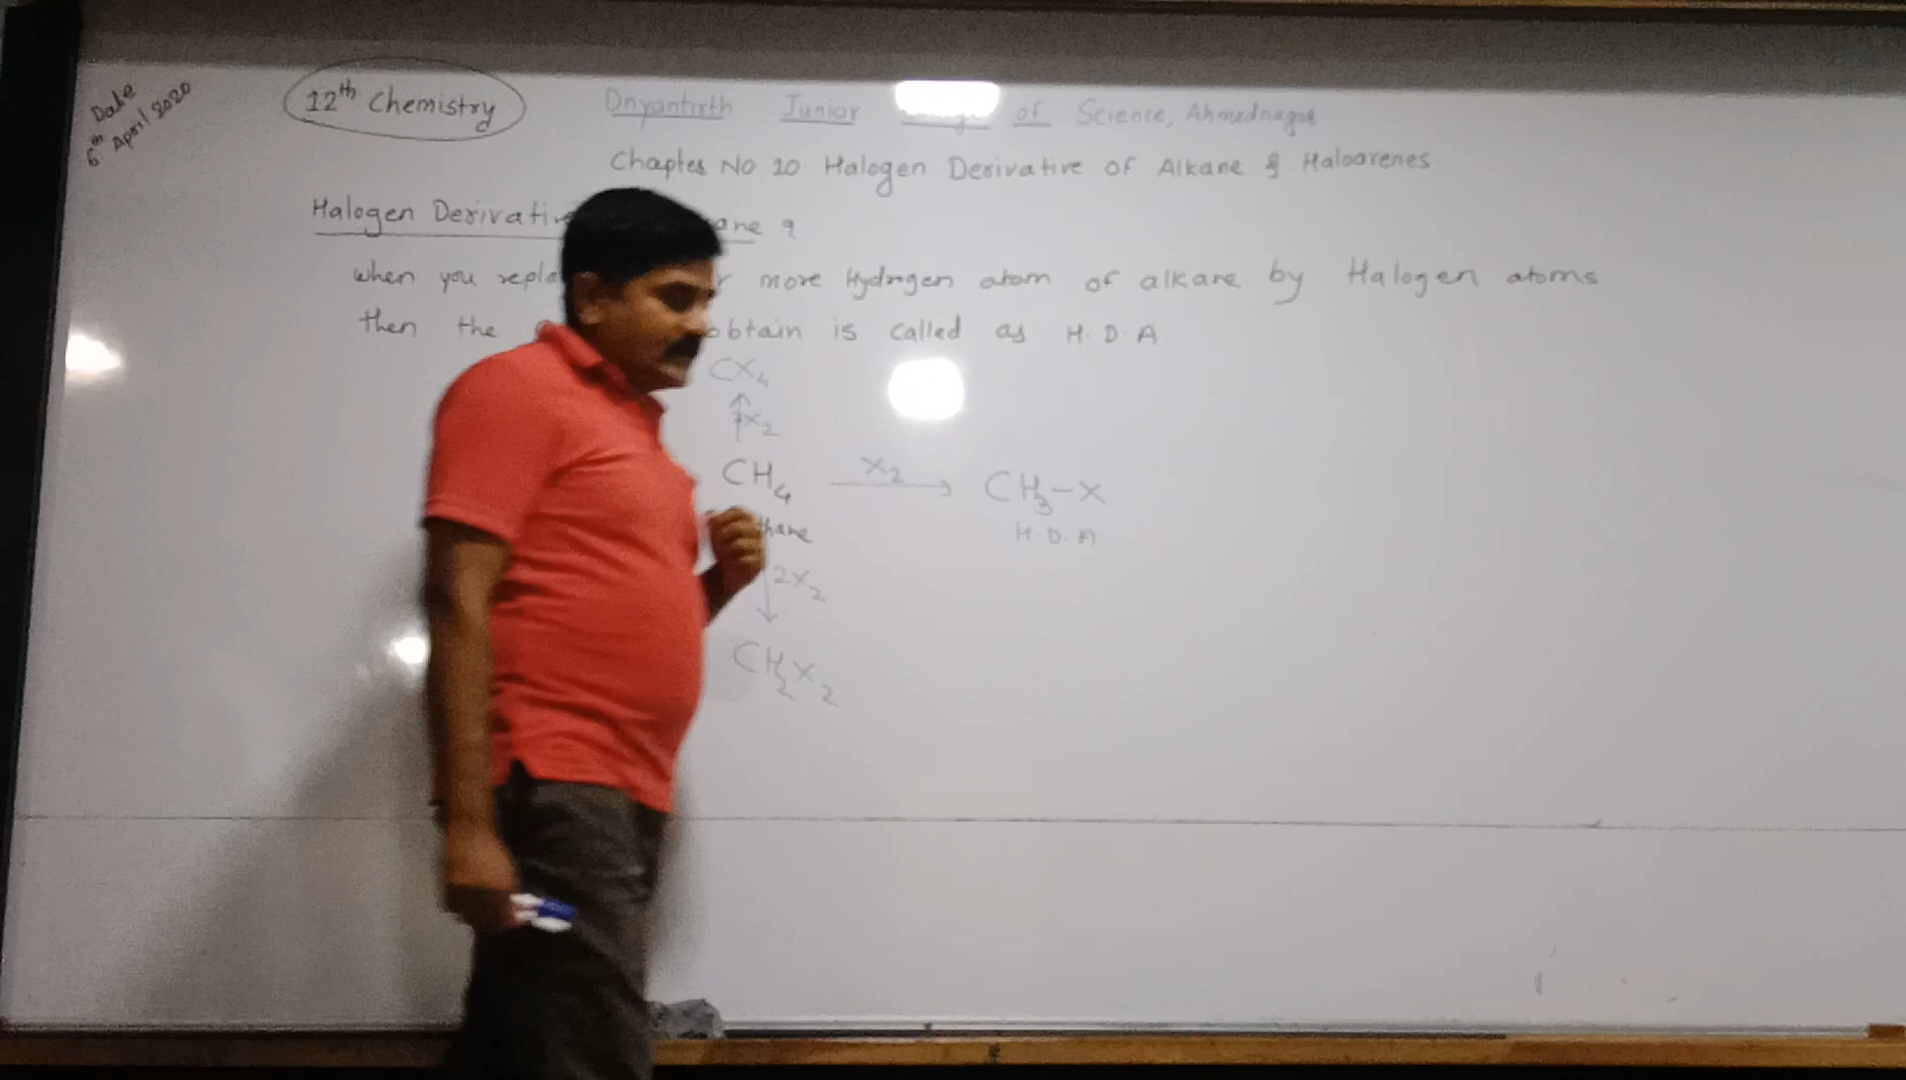 Date
6th April 2020
12th Chemistry
Dnyantirth Junior of Science, Ahmednagar
Chapter No 10 Halogen Derivative of Alkane & Haloarenes
Halogen Derivativ ane ?
when you repla more Hydrogen atom of alkane by Halogen atoms
then the obtain is called as H.D.A
CX4
X2
CH4 X2 → CH3-X
thane H.D.A
2X2
CH2X2